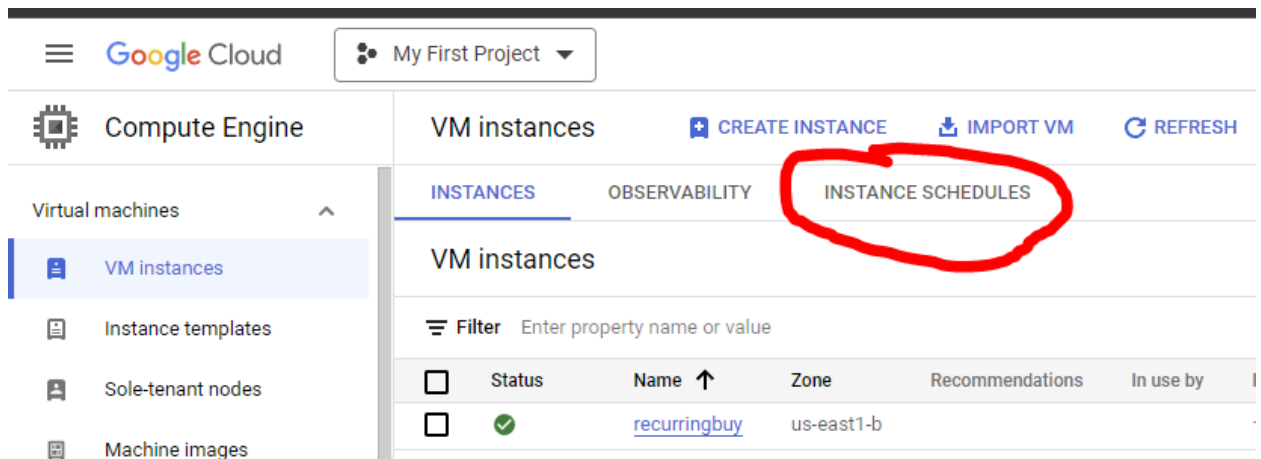 Google Cloud My First Project
Compute Engine
VM instances CREATE INSTANCE IMPORT VM REFRESH
INSTANCES OBSERVABILITY INSTANCE SCHEDULES
Virtual machines
VM instances
Instance templates
Sole-tenant nodes
Machine images
VM instances
Filter Enter property name or value
Status Name Zone Recommendations In use by
recurringbuy us-east1-b